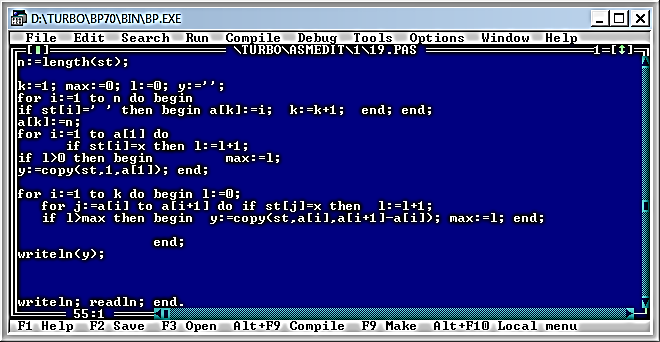 D:\TURBO\BP70\BIN\BP.EXE
File Edit Search Run Compile Debug Tools Options Window Help
\TURBO\ASMEDIT\1\19.PAS 1=[↕]
n:=length(st);
k:=1; max:=0; l:=0; y:='';
for i:=1 to n do begin
if st[i]=' ' then begin a[k]:=i; k:=k+1; end; end;
a[k]:=n;
for i:=1 to a[1] do
if st[i]=x then l:=l+1;
if l>0 then begin max:=l;
y:=copy(st,1,a[1]); end;
for i:=1 to k do begin l:=0;
for j:=a[i] to a[i+1] do if st[j]=x then l:=l+1;
if l>max then begin y:=copy(st,a[i],a[i+1]-a[i]); max:=l; end;
end;
writeln(y);
writeln; readln; end.
55:1
F1 Help F2 Save F3 Open Alt+F9 Compile F9 Make Alt+F10 Local menu